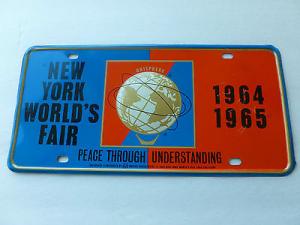 UNISPHERE
NEW
YORK
WORLD'S
FAIR
1964
1965
PEACE THROUGH UNDERSTANDING